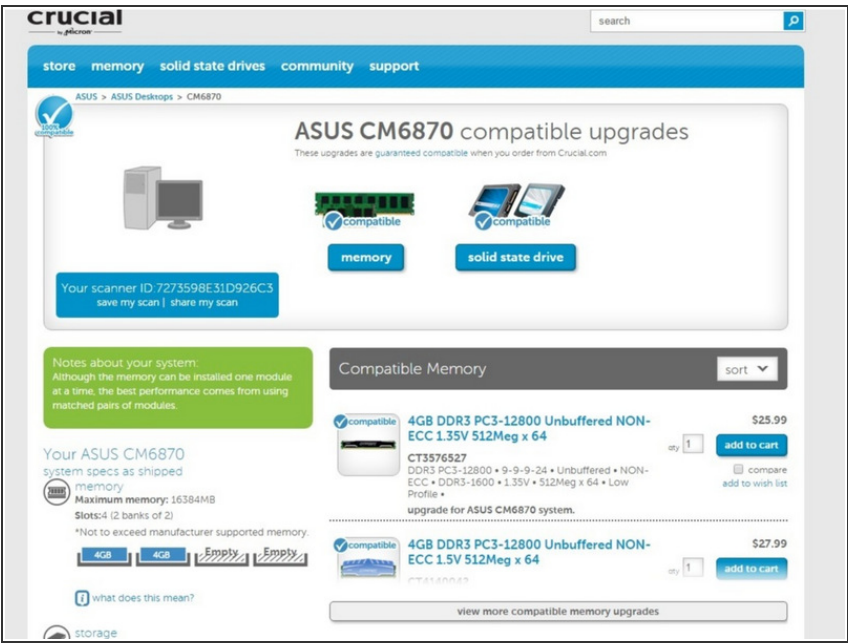 crucial
by Micron
search
store memory solid state drives community support
ASUS > ASUS Desktops > CM6870
100% compatible
ASUS CM6870 compatible upgrades
These upgrades are guaranteed compatible when you order from Crucial.com
compatible
compatible
memory
solid state drive
Your scanner ID:7273598E31D926C3
save my scan | share my scan
Notes about your system:
Although the memory can be installed one module
at a time, the best performance comes from using
matched pairs of modules.
Your ASUS CM6870
system specs as shipped
memory
Maximum memory: 16384MB
Slots:4 (2 banks of 2)
*Not to exceed manufacturer supported memory.
4GB 4GB Empty Empty
i what does this mean?
storage
Compatible Memory
sort
compatible
4GB DDR3 PC3-12800 Unbuffered NON-
ECC 1.35V 512Meg x 64
CT3576527
DDR3 PC3-12800 • 9-9-9-24 • Unbuffered • NON-
ECC • DDR3-1600 • 1.35V • 512Meg x 64 • Low
Profile •
upgrade for ASUS CM6870 system.
$25.99
qty 1 add to cart
compare
add to wish list
compatible
4GB DDR3 PC3-12800 Unbuffered NON-
ECC 1.5V 512Meg x 64
$27.99
qty 1 add to cart
view more compatible memory upgrades